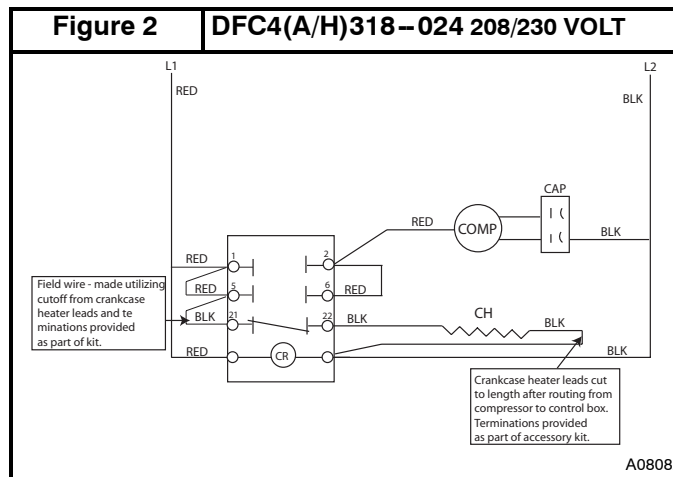 Figure 2
DFC4(A/H)318--024 208/230 VOLT
L1
L2
RED
BLK
CAP
RED
COMP
BLK
RED
1
2
Field wire - made utilizing
cutoff from crankcase
heater leads and te
minations provided
as part of kit.
RED
5
6
RED
BLK
21
22
BLK
CH
BLK
RED
CR
BLK
Crankcase heater leads cut
to length after routing from
compressor to control box.
Terminations provided
as part of accessory kit.
A0808